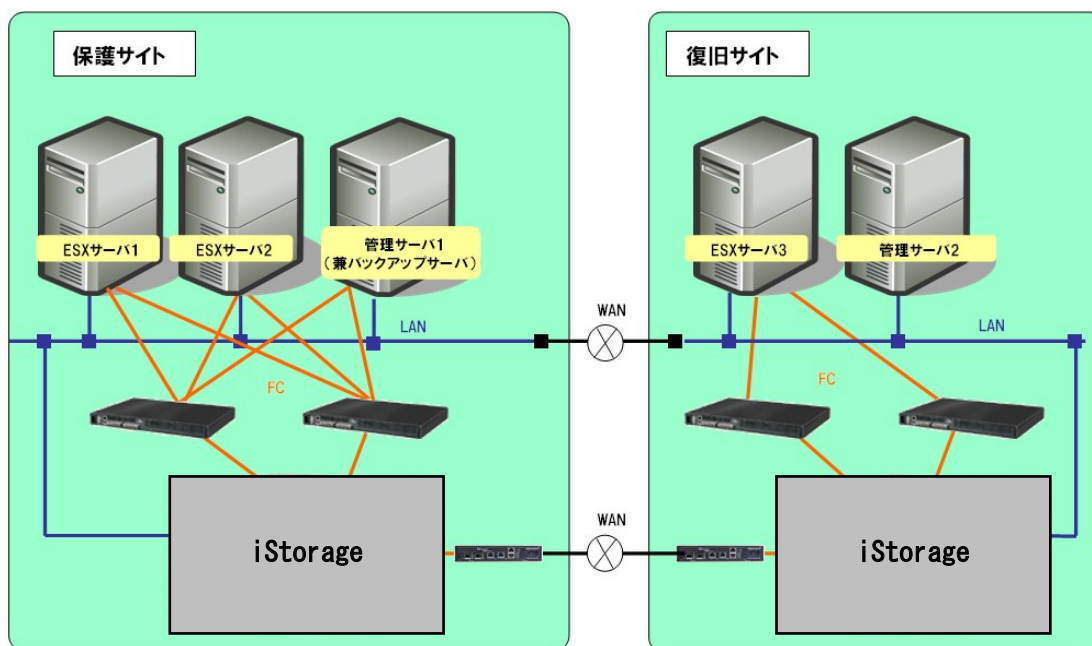 保護サイト
復旧サイト
ESXサーバ1
ESXサーバ2
管理サーバ1
(兼バックアップサーバ)
ESXサーバ3
管理サーバ2
LAN
WAN
LAN
FC
FC
iStorage
WAN
iStorage